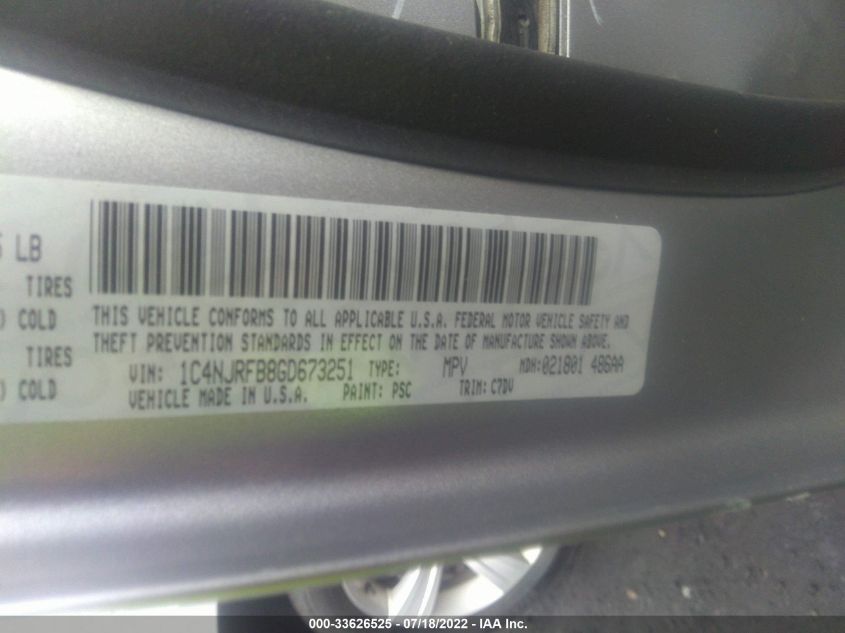 LB
TIRES
COLD
TIRES
COLD
THIS VEHICLE CONFORMS TO ALL APPLICABLE U.S.A. FEDERAL MOTOR VEHICLE SAFETY AND
THEFT PREVENTION STANDARDS IN EFFECT ON THE DATE OF MANUFACTURE SHOWN ABOVE.
VIN: 1C4NJRFB8GD673251 TYPE: MPV MDH:021801 486AA
VEHICLE MADE IN U.S.A. PAINT: PSC TRIM: C7DV
000-33626525 - 07/18/2022 - IAA Inc.